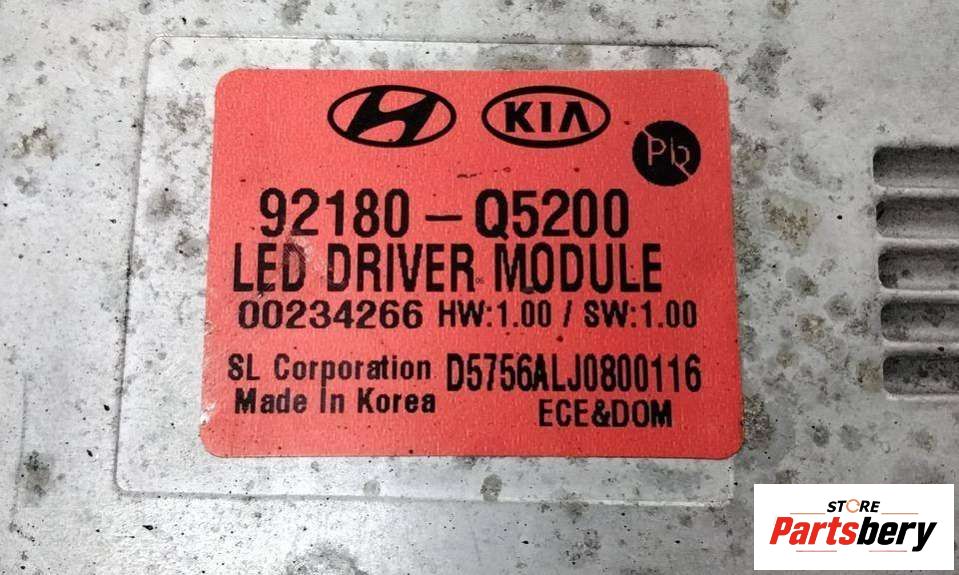 KIA
Pb
92180 - Q5200
LED DRIVER MODULE
00234266 HW:1.00 / SW:1.00
SL Corporation D5756ALJ0800116
Made In Korea ECE&DOM
STORE
Partsbery